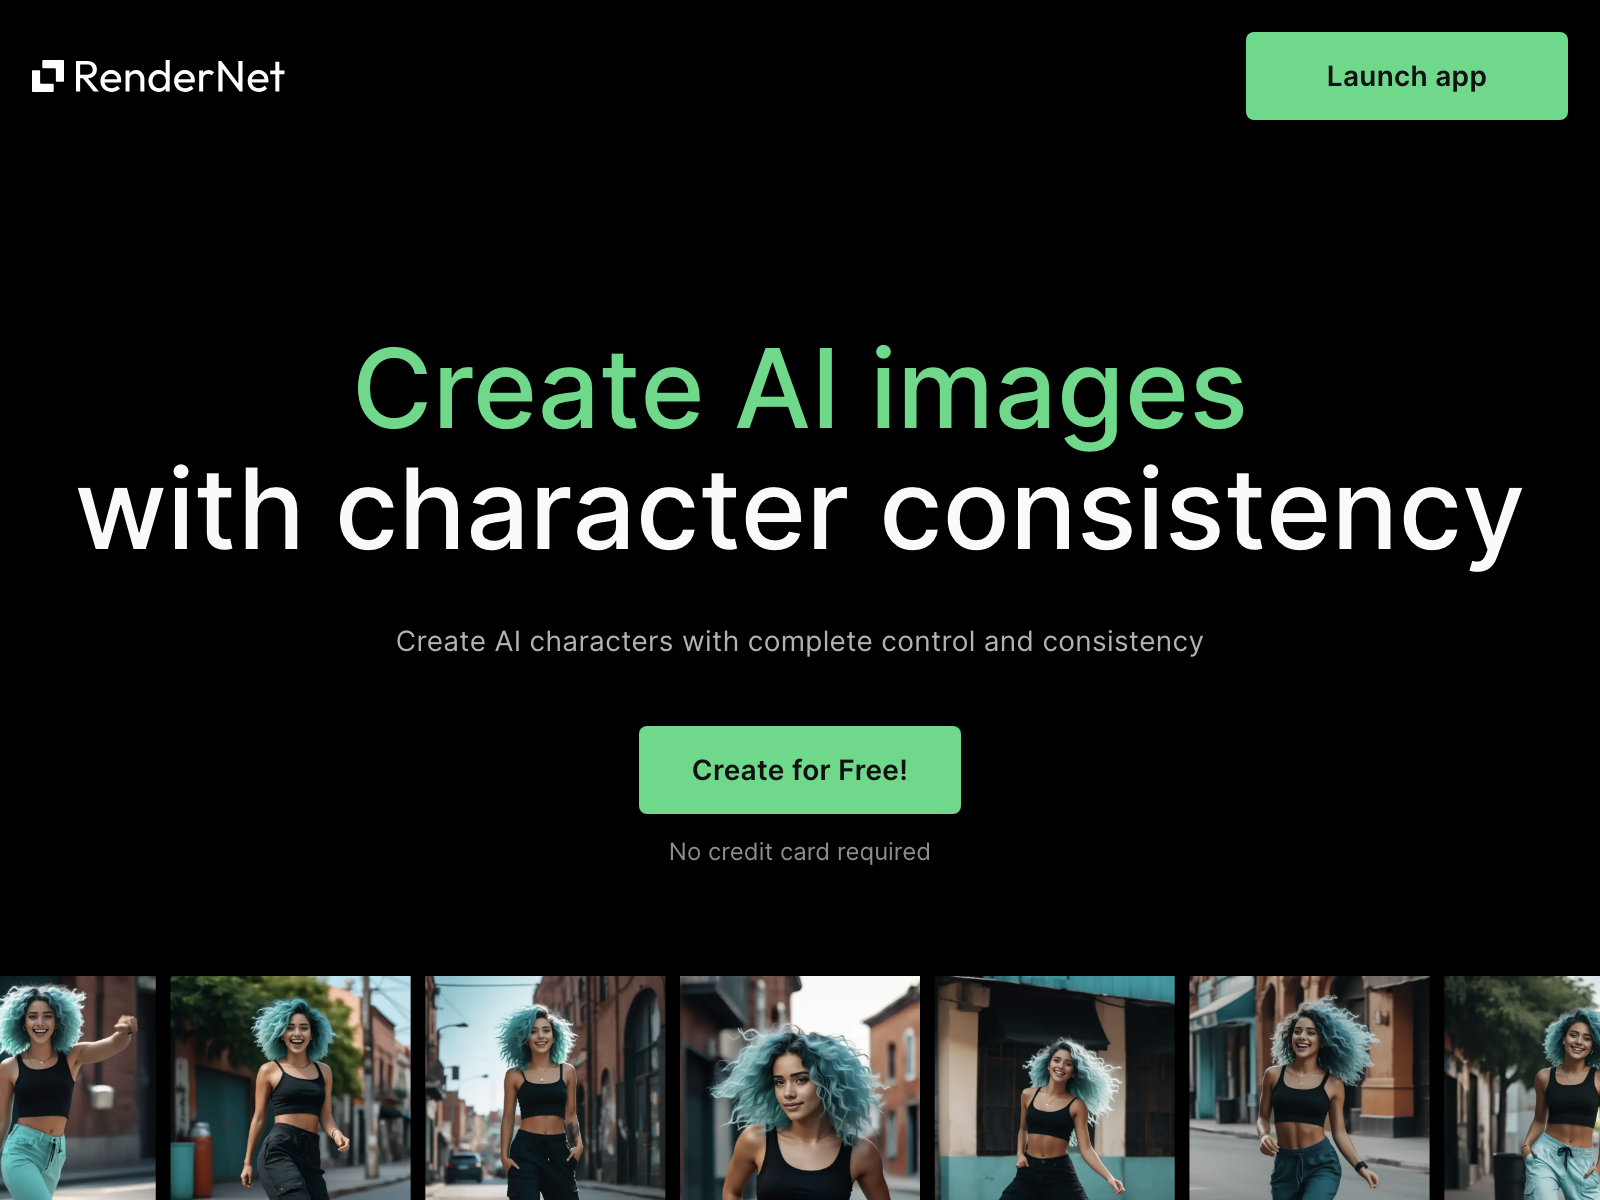 RenderNet
Launch app
Create AI images
with character consistency
Create AI characters with complete control and consistency
Create for Free!
No credit card required